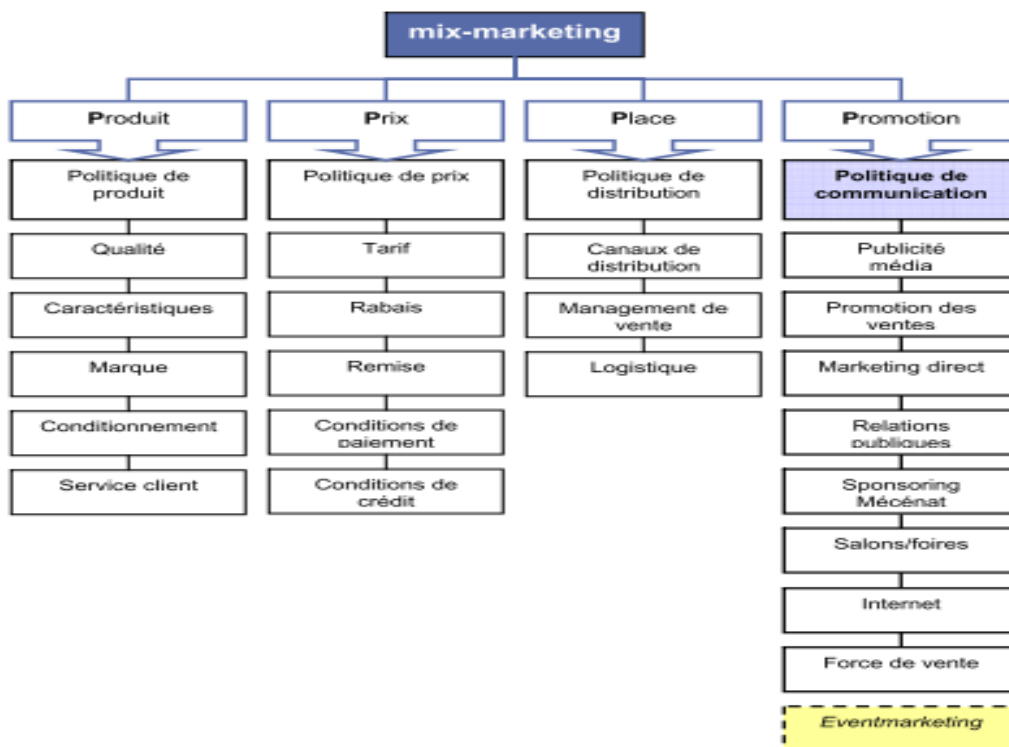 mix-marketing
Produit
Prix
Place
Promotion
Politique de
produit
Politique de prix
Politique de
distribution
Politique de
communication
Qualité
Caractéristiques
Marque
Conditionnement
Service client
Tarif
Rabais
Remise
Conditions de
paiement
Conditions de
crédit
Canaux de
distribution
Management de
vente
Logistique
Publicité
média
Promotion des
ventes
Marketing direct
Relations
publiques
Sponsoring
Mécénat
Salons/foires
Internet
Force de vente
Eventmarketing